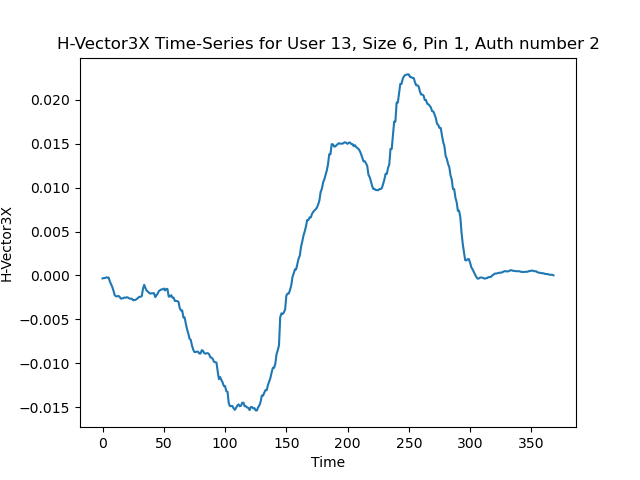 H-Vector3X Time-Series for User 13, Size 6, Pin 1, Auth number 2
0.020
0.015
0.010
0.005
0.000
−0.005
−0.010
−0.015
H-Vector3X
0 50 100 150 200 250 300 350
Time